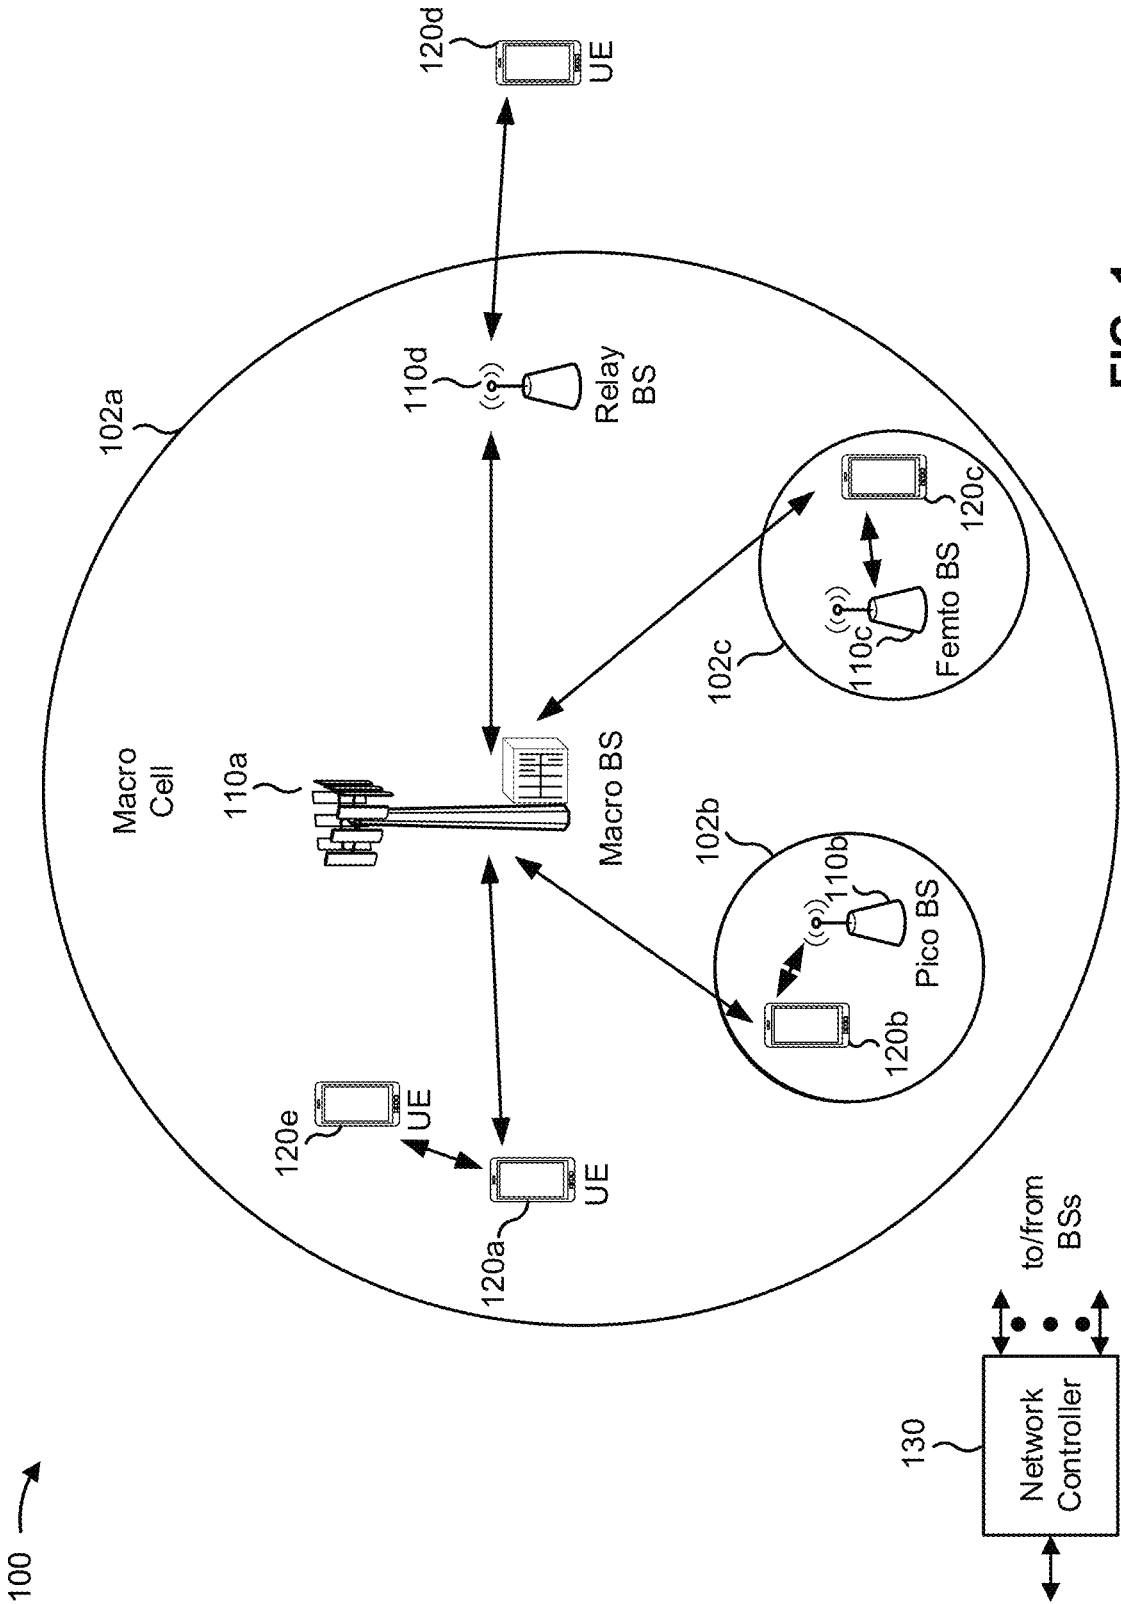 100
102a
Macro
Cell
110a
120e
UE
110d
120d
120a
UE
Macro BS
Relay
BS
UE
102b
102c
110b
110c
120b
Pico BS
Femto BS
120c
130
Network
Controller
to/from
BSs
FIG. 1